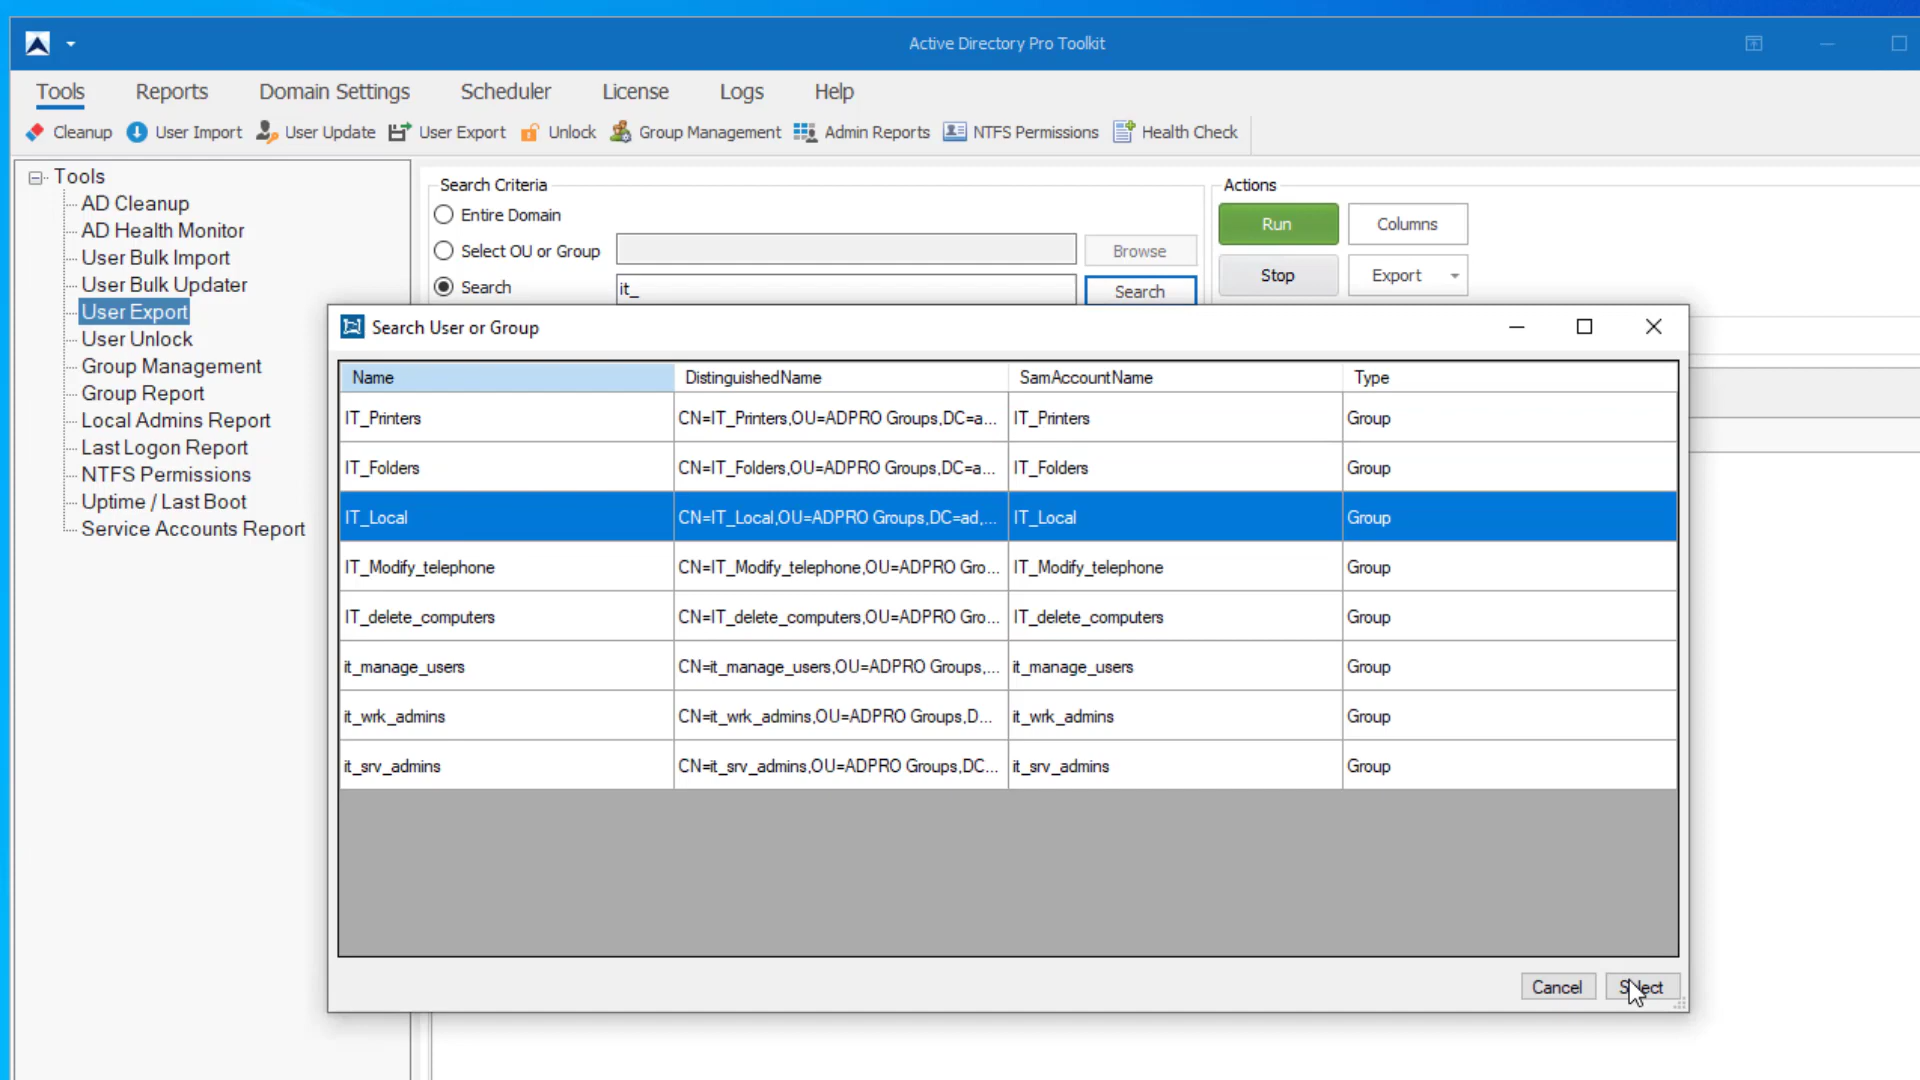 Active Directory Pro Toolkit
Tools Reports Domain Settings Scheduler License Logs Help
Cleanup User Import User Update User Export Unlock Group Management Admin Reports NTFS Permissions Health Check
Tools
AD Cleanup
AD Health Monitor
User Bulk Import
User Bulk Updater
User Export
User Unlock
Group Management
Group Report
Local Admins Report
Last Logon Report
NTFS Permissions
Uptime / Last Boot
Service Accounts Report
Search Criteria
Entire Domain
Select OU or Group Browse
Search it_ Search
Actions
Run Columns
Stop Export
Search User or Group
Name DistinguishedName SamAccountName Type
IT_Printers CN=IT_Printers,OU=ADPRO Groups,DC=a... IT_Printers Group
IT_Folders CN=IT_Folders,OU=ADPRO Groups,DC=a... IT_Folders Group
IT_Local CN=IT_Local,OU=ADPRO Groups,DC=ad,... IT_Local Group
IT_Modify_telephone CN=IT_Modify_telephone,OU=ADPRO Gro... IT_Modify_telephone Group
IT_delete_computers CN=IT_delete_computers,OU=ADPRO Gro... IT_delete_computers Group
it_manage_users CN=it_manage_users,OU=ADPRO Groups,... it_manage_users Group
it_wrk_admins CN=it_wrk_admins,OU=ADPRO Groups,D... it_wrk_admins Group
it_srv_admins CN=it_srv_admins,OU=ADPRO Groups,DC... it_srv_admins Group
Cancel Select